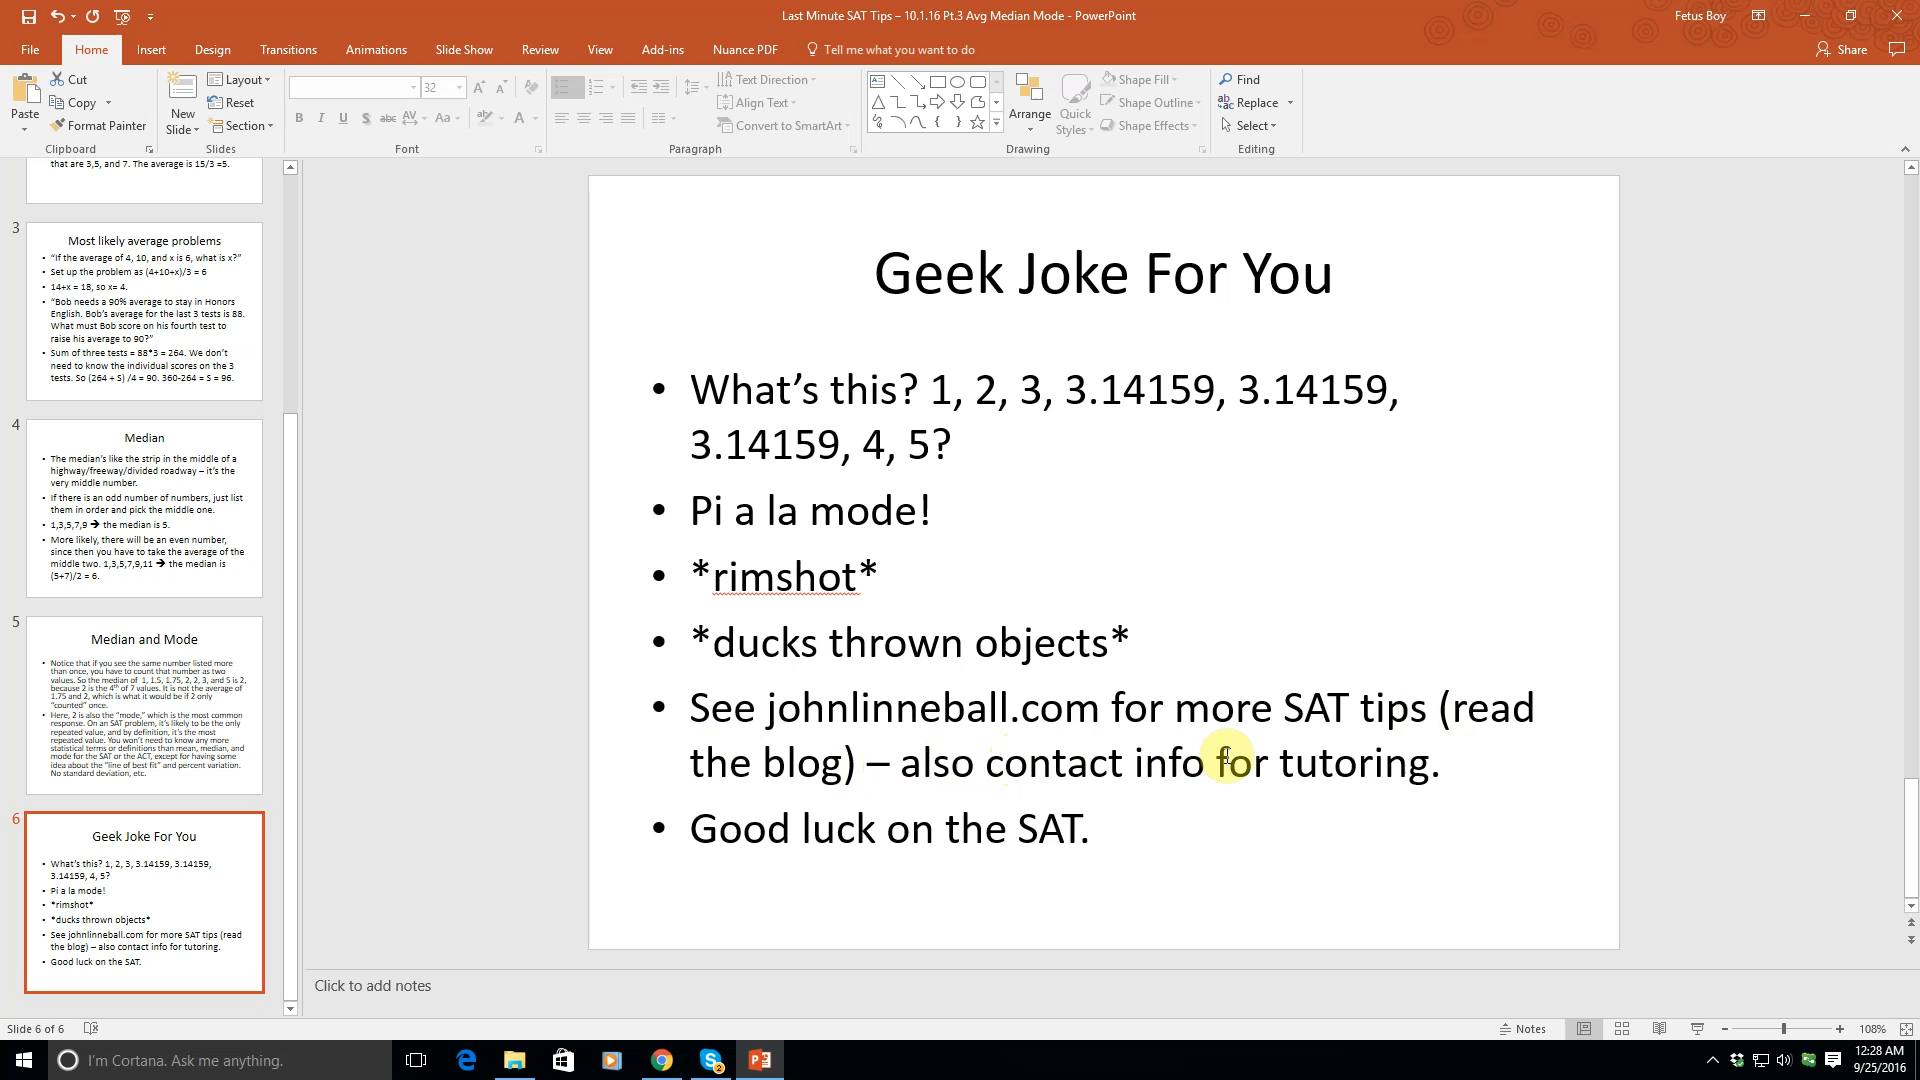 Last Minute SAT Tips – 10.1.16 Pt.3 Avg Median Mode - PowerPoint
Fetus Boy
File Home Insert Design Transitions Animations Slide Show Review View Add-ins Nuance PDF Tell me what you want to do Share
Paste
Cut
Copy
Format Painter
Clipboard
New
Slide
Layout
Reset
Section
Slides
32
B I U S abc AV Aa A
Font
Text Direction
Align Text
Convert to SmartArt
Paragraph
Arrange
Quick
Styles
Shape Fill
Shape Outline
Shape Effects
Drawing
Find
Replace
Select
Editing
that are 3,5, and 7. The average is 15/3 =5.
3
Most likely average problems
• “If the average of 4, 10, and x is 6, what is x?”
• Set up the problem as (4+10+x)/3 = 6
• 14+x = 18, so x= 4.
• “Bob needs a 90% average to stay in Honors
English. Bob’s average for the last 3 tests is 88.
What must Bob score on his fourth test to
raise his average to 90?”
• Sum of three tests = 88*3 = 264. We don’t
need to know the individual scores on the 3
tests. So (264 + S) /4 = 90. 360-264 = S = 96.
4
Median
• The median’s like the strip in the middle of a
highway/freeway/divided roadway – it’s the
very middle number.
• If there is an odd number of numbers, just list
them in order and pick the middle one.
• 1,3,5,7,9 ➔ the median is 5.
• More likely, there will be an even number,
since then you have to take the average of the
middle two. 1,3,5,7,9,11 ➔ the median is
(5+7)/2 = 6.
5
Median and Mode
• Notice that if you see the same number listed more
than once, you have to count that number as two
values. So the median of 1, 1.5, 1.75, 2, 2, 3, and 5 is 2,
because 2 is the 4th of 7 values. It is not the average of
1.75 and 2, which is what it would be if 2 only
“counted” once.
• Here, 2 is also the “mode,” which is the most common
response. On an SAT problem, it’s likely to be the only
repeated value, and by definition, it’s the most
repeated value. You won’t need to know any more
statistical terms or definitions than mean, median, and
mode for the SAT or the ACT, except for having some
idea about the “line of best fit” and percent variation.
No standard deviation, etc.
6
Geek Joke For You
• What’s this? 1, 2, 3, 3.14159, 3.14159,
3.14159, 4, 5?
• Pi a la mode!
• *rimshot*
• *ducks thrown objects*
• See johnlinneball.com for more SAT tips (read
the blog) – also contact info for tutoring.
• Good luck on the SAT.
Geek Joke For You
• What’s this? 1, 2, 3, 3.14159, 3.14159,
3.14159, 4, 5?
• Pi a la mode!
• *rimshot*
• *ducks thrown objects*
• See johnlinneball.com for more SAT tips (read
the blog) – also contact info for tutoring.
• Good luck on the SAT.
Click to add notes
Slide 6 of 6
Notes
108%
I’m Cortana. Ask me anything.
2
12:28 AM
9/25/2016